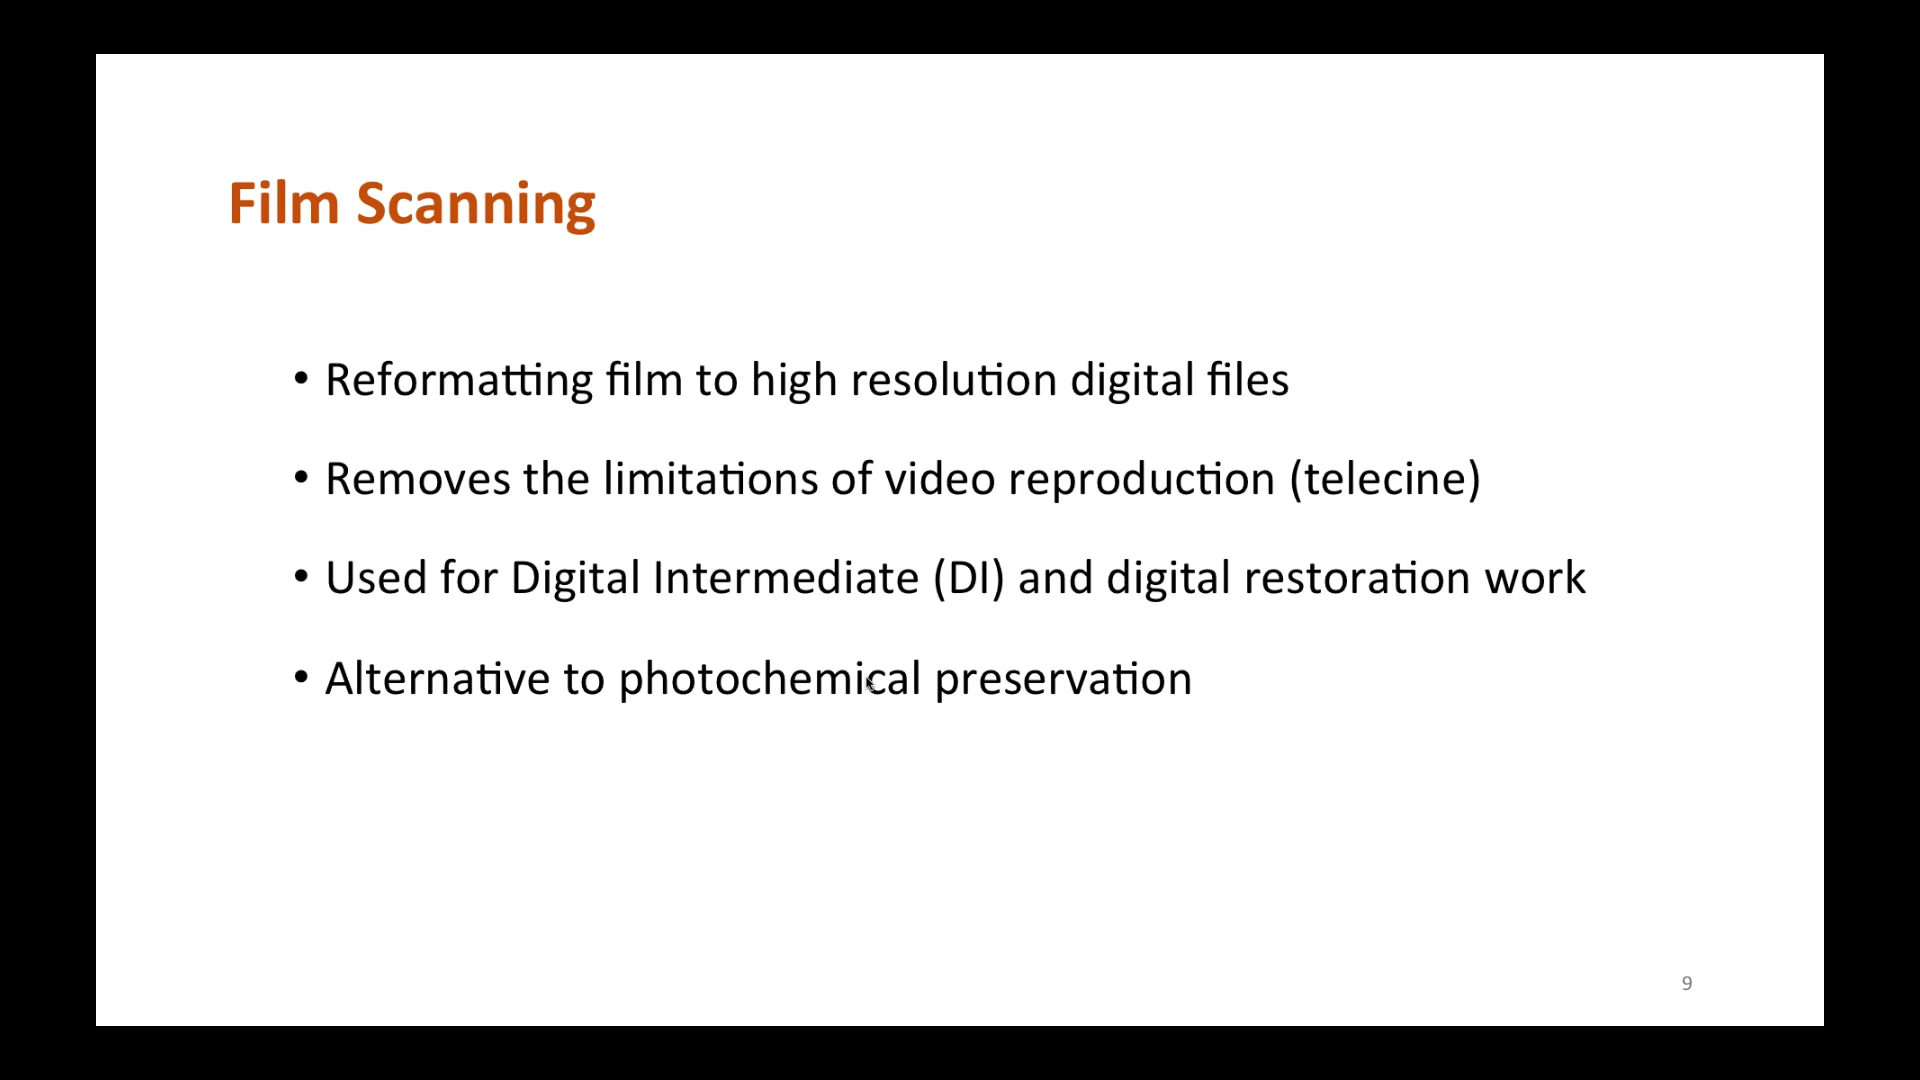 Film Scanning
• Reformatting film to high resolution digital files
• Removes the limitations of video reproduction (telecine)
• Used for Digital Intermediate (DI) and digital restoration work
• Alternative to photochemical preservation
9